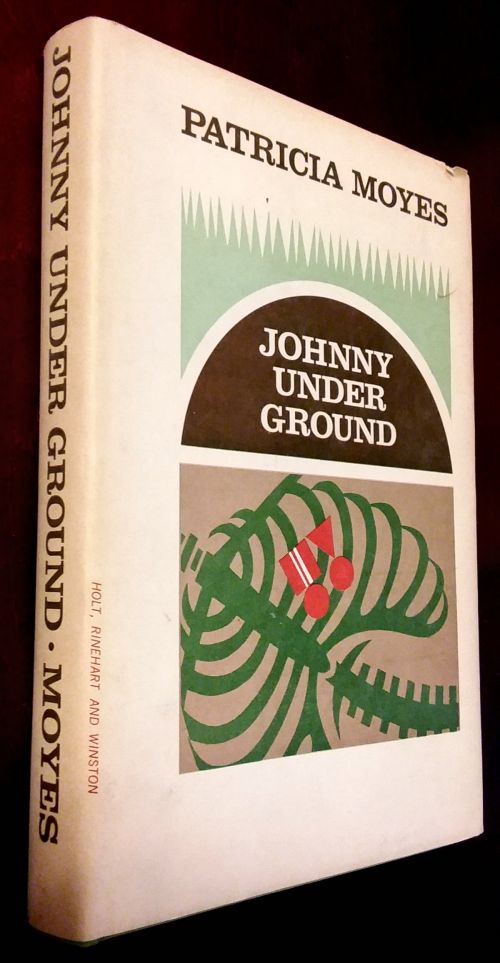 PATRICIA MOYES
JOHNNY
UNDER
GROUND
JOHNNY UNDER GROUND · MOYES
HOLT, RINEHART AND WINSTON